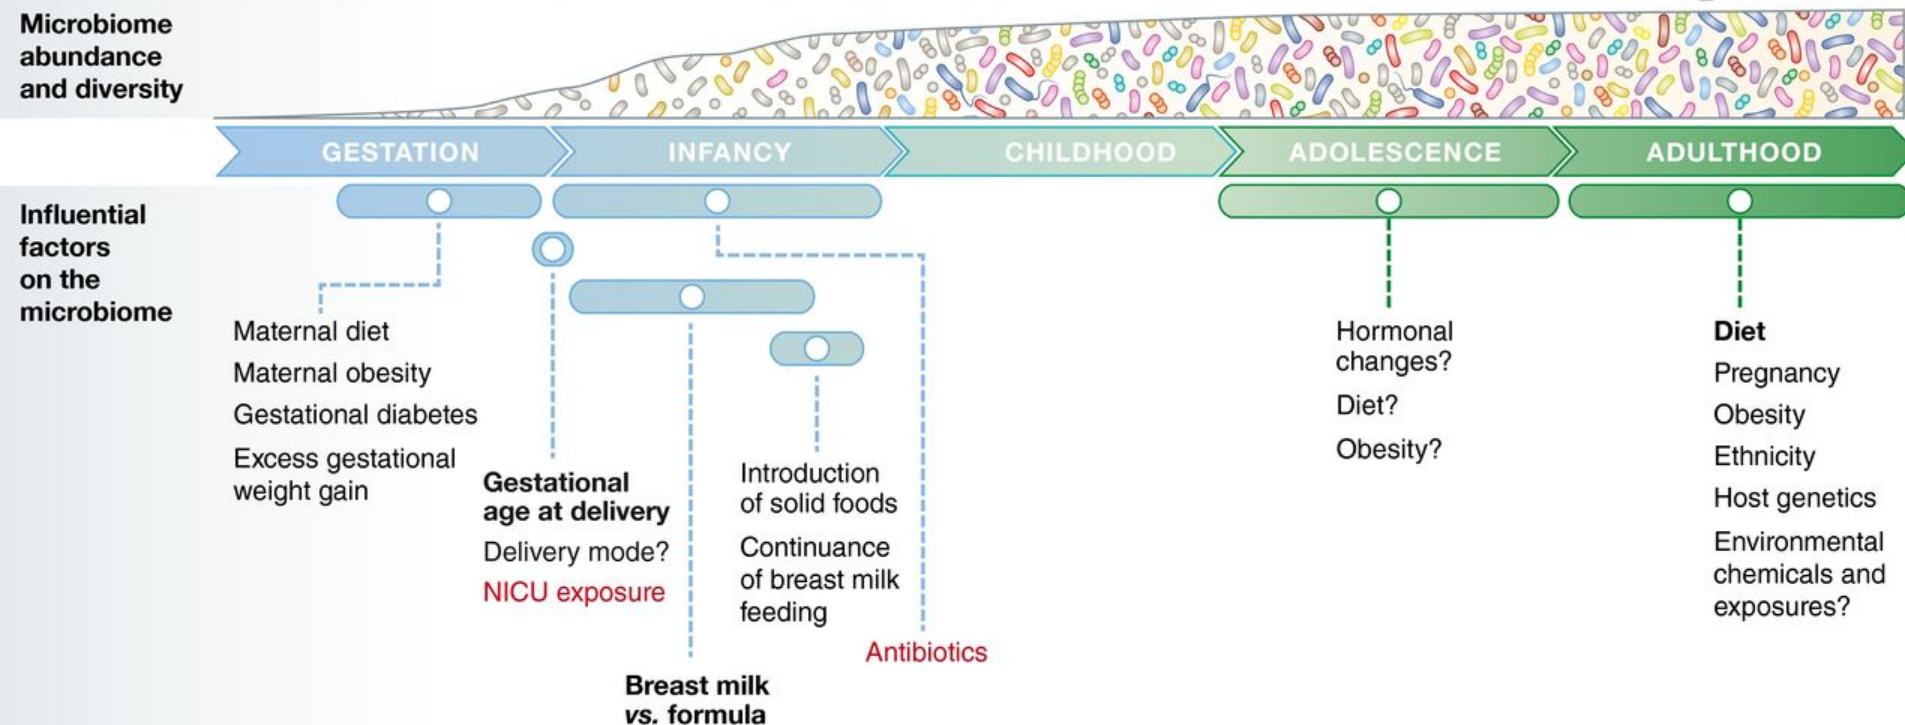 Microbiome
abundance
and diversity
GESTATION
INFANCY
CHILDHOOD
ADOLESCENCE
ADULTHOOD
Influential
factors
on the
microbiome
Maternal diet
Maternal obesity
Gestational diabetes
Excess gestational
weight gain
Gestational
age at delivery
Delivery mode?
NICU exposure
Breast milk
vs. formula
Introduction
of solid foods
Continuance
of breast milk
feeding
Antibiotics
Hormonal
changes?
Diet?
Obesity?
Diet
Pregnancy
Obesity
Ethnicity
Host genetics
Environmental
chemicals and
exposures?